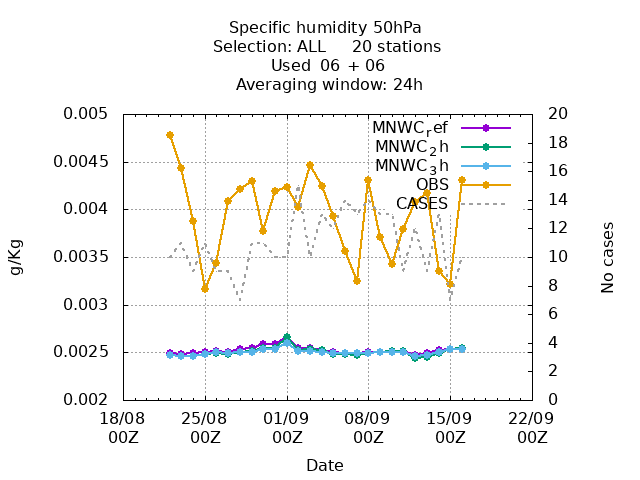 Specific humidity 50hPa
Selection: ALL 20 stations
Used 06 + 06
Averaging window: 24h
g/Kg
0.005
0.0045
0.004
0.0035
0.003
0.0025
0.002
MNWC_ref
MNWC_2h
MNWC_3h
OBS
CASES
20
18
16
14
12
10
8
6
4
2
0
No cases
18/08 25/08 01/09 08/09 15/09 22/09
00Z 00Z 00Z 00Z 00Z 00Z
Date